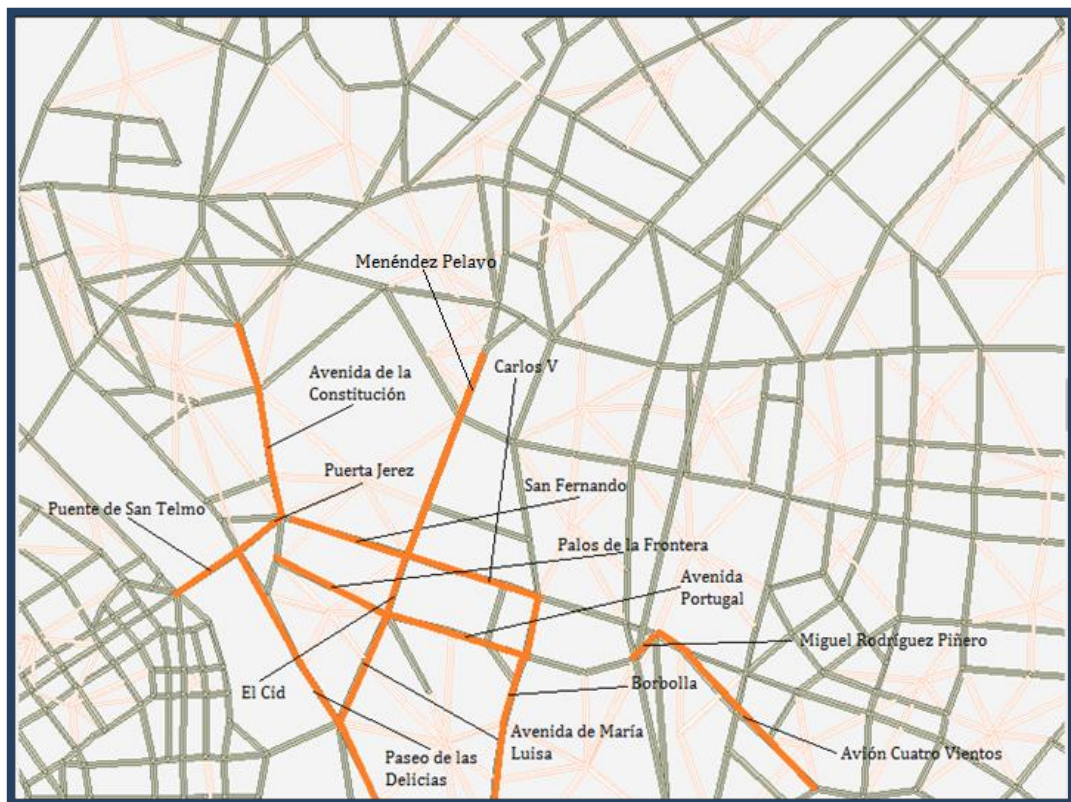 Menéndez Pelayo
Avenida de la
Constitución
Carlos V
Puerta Jerez
San Fernando
Puente de San Telmo
Palos de la Frontera
Avenida
Portugal
Miguel Rodríguez Piñero
El Cid
Borbolla
Avenida de María
Luisa
Paseo de las
Delicias
Avión Cuatro Vientos